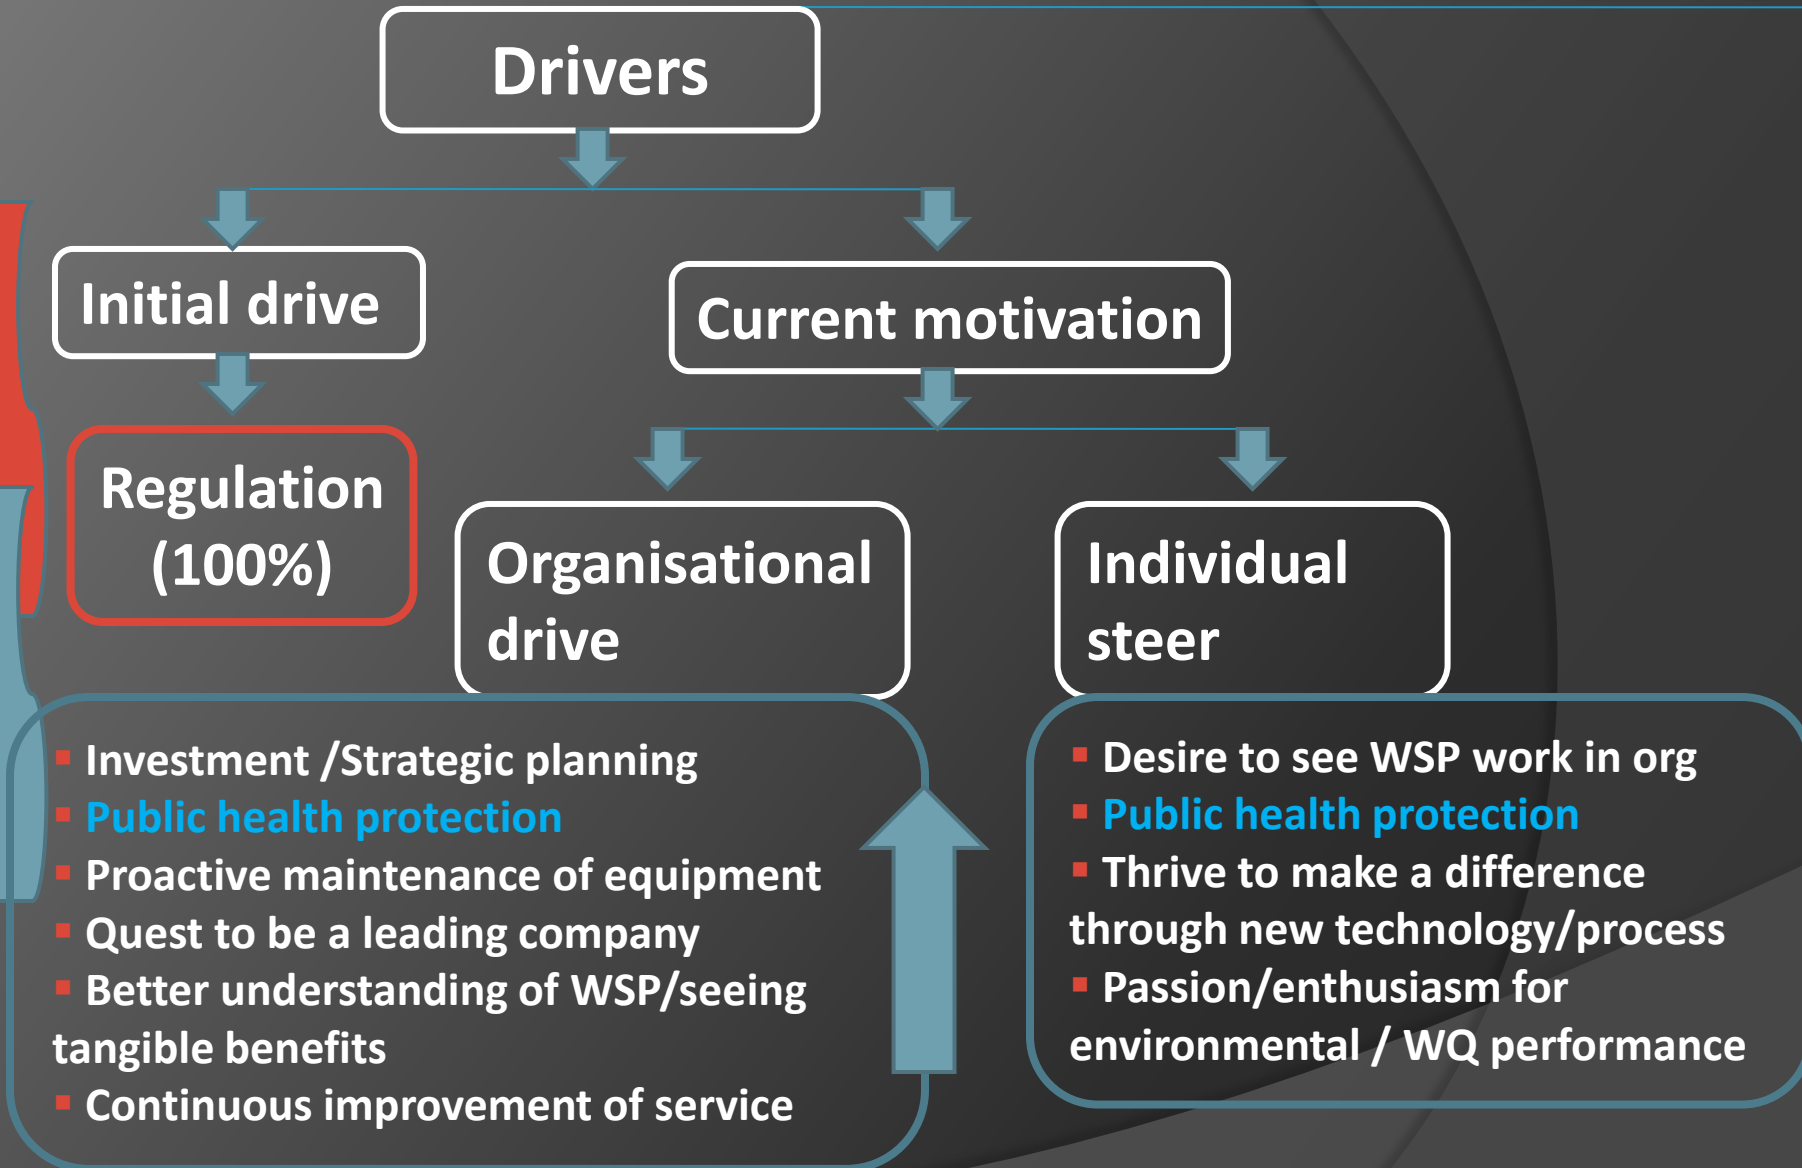 Drivers
Initial drive
Current motivation
Regulation
(100%)
Organisational
drive
Individual
steer
▪ Investment /Strategic planning
▪ Public health protection
▪ Proactive maintenance of equipment
▪ Quest to be a leading company
▪ Better understanding of WSP/seeing
tangible benefits
▪ Continuous improvement of service
▪ Desire to see WSP work in org
▪ Public health protection
▪ Thrive to make a difference
through new technology/process
▪ Passion/enthusiasm for
environmental / WQ performance